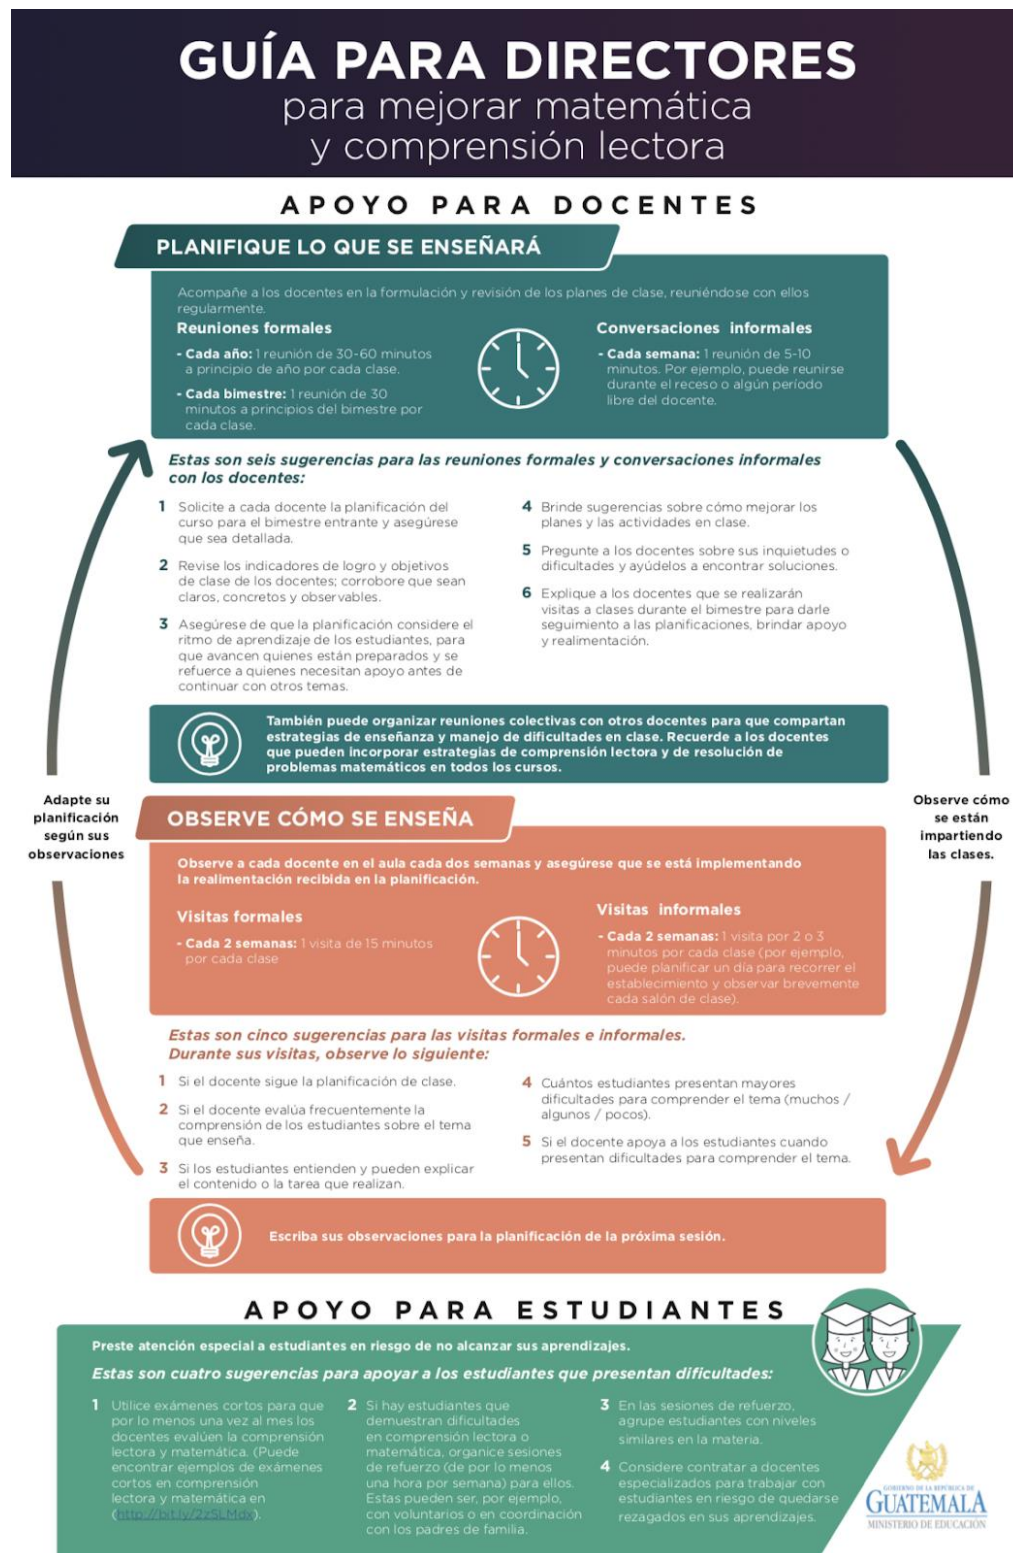 GUÍA PARA DIRECTORES
para mejorar matemática
y comprensión lectora
APOYO PARA DOCENTES
PLANIFIQUE LO QUE SE ENSEÑARÁ
Acompañe a los docentes en la formulación y revisión de los planes de clase, reuniéndose con ellos
regularmente.
Reuniones formales
- Cada año: 1 reunión de 30-60 minutos
a principio de año por cada clase.
- Cada bimestre: 1 reunión de 30
minutos a principios del bimestre por
cada clase.
Conversaciones informales
- Cada semana: 1 reunión de 5-10
minutos. Por ejemplo, puede reunirse
durante el receso o algún período
libre del docente.
Estas son seis sugerencias para las reuniones formales y conversaciones informales
con los docentes:
1 Solicite a cada docente la planificación del
curso para el bimestre entrante y asegúrese
que sea detallada.
2 Revise los indicadores de logro y objetivos
de clase de los docentes; corrobore que sean
claros, concretos y observables.
3 Asegúrese de que la planificación considere el
ritmo de aprendizaje de los estudiantes, para
que avancen quienes están preparados y se
refuerce a quienes necesitan apoyo antes de
continuar con otros temas.
4 Brinde sugerencias sobre cómo mejorar los
planes y las actividades en clase.
5 Pregunte a los docentes sobre sus inquietudes o
dificultades y ayúdelos a encontrar soluciones.
6 Explique a los docentes que se realizarán
visitas a clases durante el bimestre para darle
seguimiento a las planificaciones, brindar apoyo
y realimentación.
También puede organizar reuniones colectivas con otros docentes para que compartan
estrategias de enseñanza y manejo de dificultades en clase. Recuerde a los docentes
que pueden incorporar estrategias de comprensión lectora y de resolución de
problemas matemáticos en todos los cursos.
Adapte su
planificación
según sus
observaciones
Observe cómo
se están
impartiendo
las clases.
OBSERVE CÓMO SE ENSEÑA
Observe a cada docente en el aula cada dos semanas y asegúrese que se está implementando
la realimentación recibida en la planificación.
Visitas formales
- Cada 2 semanas: 1 visita de 15 minutos
por cada clase
Visitas informales
- Cada 2 semanas: 1 visita por 2 o 3
minutos por cada clase (por ejemplo,
puede planificar un día para recorrer el
establecimiento y observar brevemente
cada salón de clase).
Estas son cinco sugerencias para las visitas formales e informales.
Durante sus visitas, observe lo siguiente:
1 Si el docente sigue la planificación de clase.
2 Si el docente evalúa frecuentemente la
comprensión de los estudiantes sobre el tema
que enseña.
3 Si los estudiantes entienden y pueden explicar
el contenido o la tarea que realizan.
4 Cuántos estudiantes presentan mayores
dificultades para comprender el tema (muchos /
algunos / pocos).
5 Si el docente apoya a los estudiantes cuando
presentan dificultades para comprender el tema.
Escriba sus observaciones para la planificación de la próxima sesión.
APOYO PARA ESTUDIANTES
Preste atención especial a estudiantes en riesgo de no alcanzar sus aprendizajes.
Estas son cuatro sugerencias para apoyar a los estudiantes que presentan dificultades:
1 Utilice exámenes cortos para que
por lo menos una vez al mes los
docentes evalúen la comprensión
lectora y matemática. (Puede
encontrar ejemplos de exámenes
cortos en comprensión
lectora y matemática en
(http://bit.ly/2zSLMdx).
2 Si hay estudiantes que
demuestran dificultades
en comprensión lectora o
matemática, organice sesiones
de refuerzo (de por lo menos
una hora por semana) para ellos.
Estas pueden ser, por ejemplo,
con voluntarios o en coordinación
con los padres de familia.
3 En las sesiones de refuerzo,
agrupe estudiantes con niveles
similares en la materia.
4 Considere contratar a docentes
especializados para trabajar con
estudiantes en riesgo de quedarse
rezagados en sus aprendizajes.
GOBIERNO DE LA REPÚBLICA DE
GUATEMALA
MINISTERIO DE EDUCACIÓN